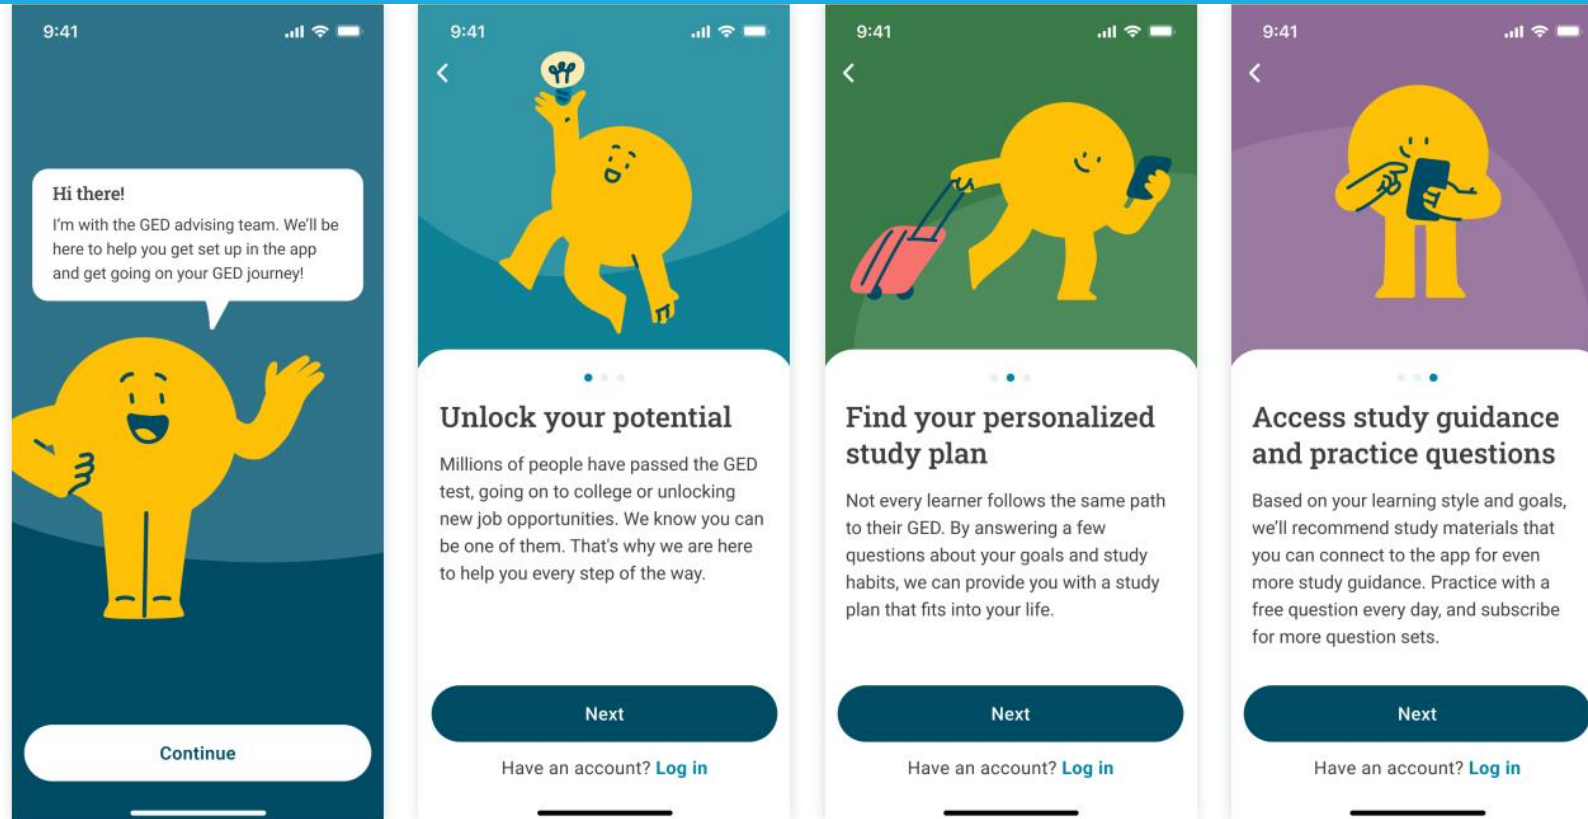 9:41
Hi there!
I'm with the GED advising team. We'll be
here to help you get set up in the app
and get going on your GED journey!
Continue
9:41
Unlock your potential
Millions of people have passed the GED
test, going on to college or unlocking
new job opportunities. We know you can
be one of them. That's why we are here
to help you every step of the way.
Next
Have an account? Log in
9:41
Find your personalized
study plan
Not every learner follows the same path
to their GED. By answering a few
questions about your goals and study
habits, we can provide you with a study
plan that fits into your life.
Next
Have an account? Log in
9:41
Access study guidance
and practice questions
Based on your learning style and goals,
we'll recommend study materials that
you can connect to the app for even
more study guidance. Practice with a
free question every day, and subscribe
for more question sets.
Next
Have an account? Log in